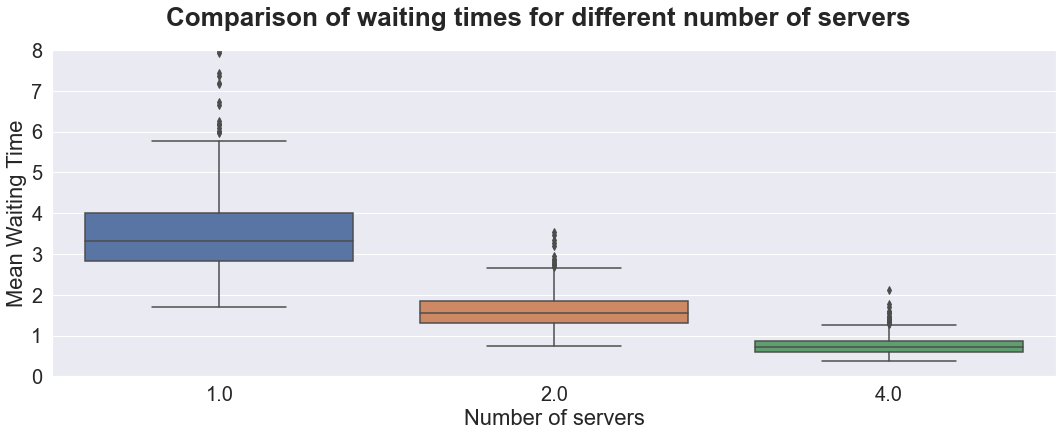 Comparison of waiting times for different number of servers
8
7
6
5
4
3
2
1
0
Mean Waiting Time
1.0 2.0 4.0
Number of servers